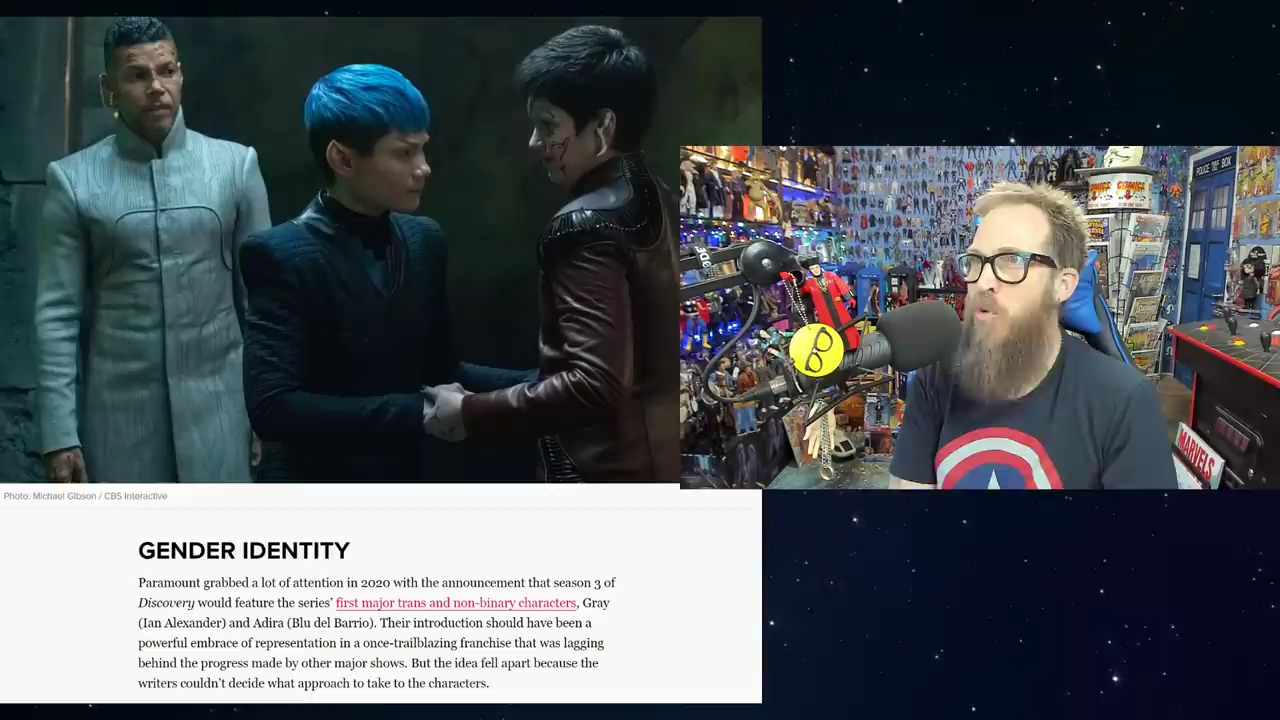 POLICE BOX
COMICS
MARVELS
Photo: Michael Gibson / CBS Interactive
GENDER IDENTITY
Paramount grabbed a lot of attention in 2020 with the announcement that season 3 of
Discovery would feature the series’ first major trans and non-binary characters, Gray
(Ian Alexander) and Adira (Blu del Barrio). Their introduction should have been a
powerful embrace of representation in a once-trailblazing franchise that was lagging
behind the progress made by other major shows. But the idea fell apart because the
writers couldn’t decide what approach to take to the characters.